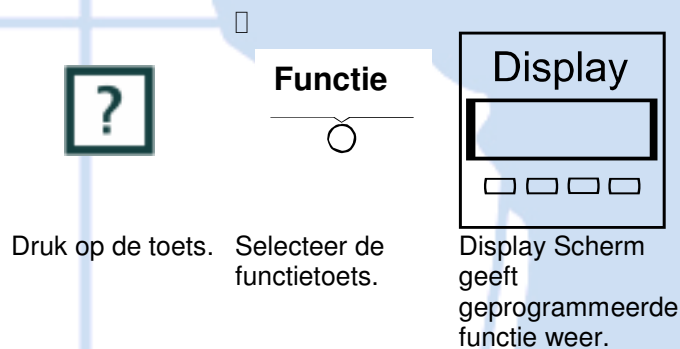 ?
Functie
Display
Druk op de toets.
Selecteer de
functietoets.
Display Scherm
geeft
geprogrammeerde
functie weer.